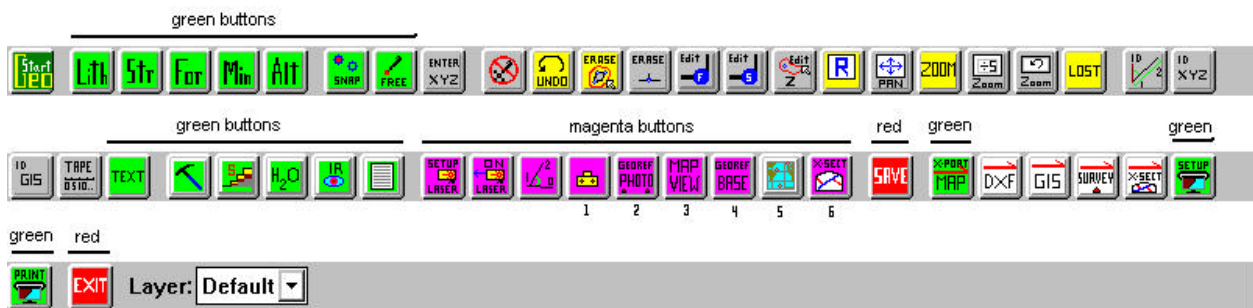 green buttons
Start Geo Lith Str For Min Alt SNAP FREE ENTER XYZ UNDO ERASE ERASE Edit F Edit S Edit Z R PAN ZOOM ÷5 Zoom Zoom LOST ID 1 2 ID XYZ
green buttons magenta buttons red green green
ID GIS TAPE 0510.. TEXT H2O IR SETUP LASER ON LASER GEOREF PHOTO MAP VIEW GEOREF BASE X-SECT SAVE X-PORT MAP DXF GIS SURVEY X-SECT SETUP
1 2 3 4 5 6
green red
PRINT EXIT Layer: Default